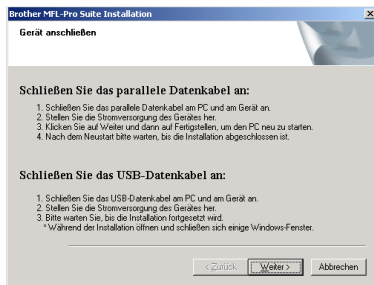 Brother MFL-Pro Suite Installation
Gerät anschließen
Schließen Sie das parallele Datenkabel an:
1. Schließen Sie das parallele Datenkabel am PC und am Gerät an.
2. Stellen Sie die Stromversorgung des Gerätes her.
3. Klicken Sie auf Weiter und dann auf Fertigstellen, um den PC neu zu starten.
4. Nach dem Neustart bitte warten, bis die Installation abgeschlossen ist.
Schließen Sie das USB-Datenkabel an:
1. Schließen Sie das USB-Datenkabel am PC und am Gerät an.
2. Stellen Sie die Stromversorgung des Gerätes her.
3. Bitte warten Sie, bis die Installation fortgesetzt wird.
* Während der Installation öffnen und schließen sich einige Windows-Fenster.
< Zurück Weiter > Abbrechen